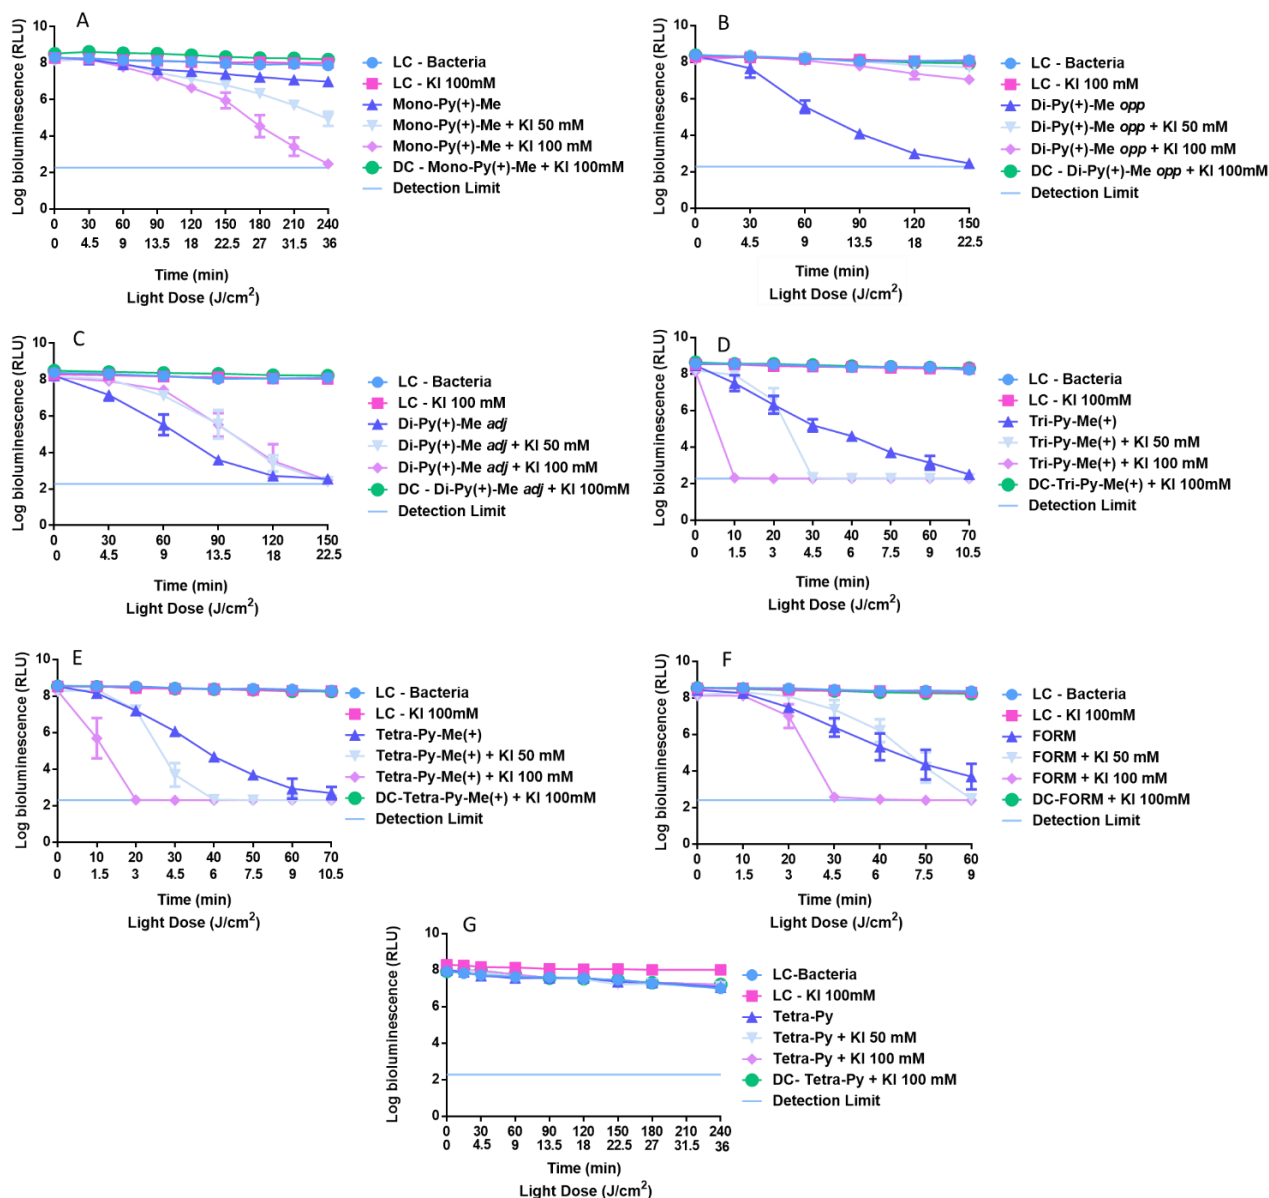 A
Log bioluminescence (RLU)
10
8
6
4
2
0
0 30 60 90 120 150 180 210 240
0 4.5 9 13.5 18 22.5 27 31.5 36
Time (min)
Light Dose (J/cm²)
LC - Bacteria
LC - KI 100mM
Mono-Py(+)-Me
Mono-Py(+)-Me + KI 50 mM
Mono-Py(+)-Me + KI 100 mM
DC - Mono-Py(+)-Me + KI 100mM
Detection Limit
B
Log bioluminescence (RLU)
10
8
6
4
2
0
0 30 60 90 120 150
0 4.5 9 13.5 18 22.5
Time (min)
Light Dose (J/cm²)
LC - Bacteria
LC - KI 100 mM
Di-Py(+)-Me opp
Di-Py(+)-Me opp + KI 50 mM
Di-Py(+)-Me opp + KI 100 mM
DC - Di-Py(+)-Me opp + KI 100mM
Detection Limit
C
Log bioluminescence (RLU)
10
8
6
4
2
0
0 30 60 90 120 150
0 4.5 9 13.5 18 22.5
Time (min)
Light Dose (J/cm²)
LC - Bacteria
LC - KI 100 mM
Di-Py(+)-Me adj
Di-Py(+)-Me adj + KI 50 mM
Di-Py(+)-Me adj + KI 100 mM
DC - Di-Py(+)-Me adj + KI 100mM
Detection Limit
D
Log bioluminescence (RLU)
10
8
6
4
2
0
0 10 20 30 40 50 60 70
0 1.5 3 4.5 6 7.5 9 10.5
Time (min)
Light Dose (J/cm²)
LC - Bacteria
LC - KI 100mM
Tri-Py-Me(+)
Tri-Py-Me(+) + KI 50 mM
Tri-Py-Me(+) + KI 100 mM
DC-Tri-Py-Me(+) + KI 100mM
Detection Limit
E
Log bioluminescence (RLU)
10
8
6
4
2
0
0 10 20 30 40 50 60 70
0 1.5 3 4.5 6 7.5 9 10.5
Time (min)
Light Dose (J/cm²)
LC - Bacteria
LC - KI 100mM
Tetra-Py-Me(+)
Tetra-Py-Me(+) + KI 50 mM
Tetra-Py-Me(+) + KI 100 mM
DC-Tetra-Py-Me(+) + KI 100mM
Detection Limit
F
Log bioluminescence (RLU)
10
8
6
4
2
0
0 10 20 30 40 50 60
0 1.5 3 4.5 6 7.5 9
Time (min)
Light Dose (J/cm²)
LC - Bacteria
LC - KI 100mM
FORM
FORM + KI 50 mM
FORM + KI 100 mM
DC-FORM + KI 100mM
Detection Limit
G
Log bioluminescence (RLU)
10
8
6
4
2
0
0 30 60 90 120 150 180 210 240
0 4.5 9 13.5 18 22.5 27 31.5 36
Time (min)
Light Dose (J/cm²)
LC-Bacteria
LC - KI 100mM
Tetra-Py
Tetra-Py + KI 50 mM
Tetra-Py + KI 100 mM
DC- Tetra-Py + KI 100 mM
Detection Limit